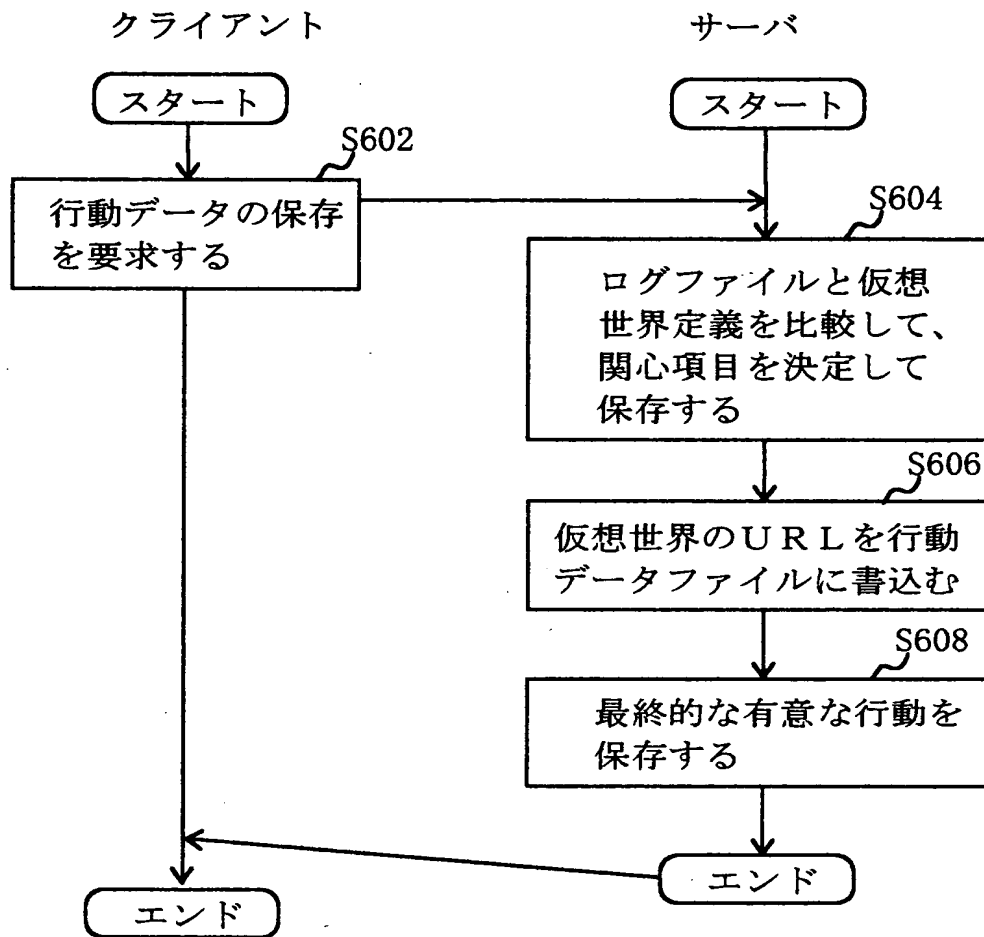 クライアント
サーバ
スタート
スタート
S602
行動データの保存
を要求する
S604
ログファイルと仮想
世界定義を比較して、
関心項目を決定して
保存する
S606
仮想世界のＵＲＬを行動
データファイルに書込む
S608
最終的な有意な行動を
保存する
エンド
エンド